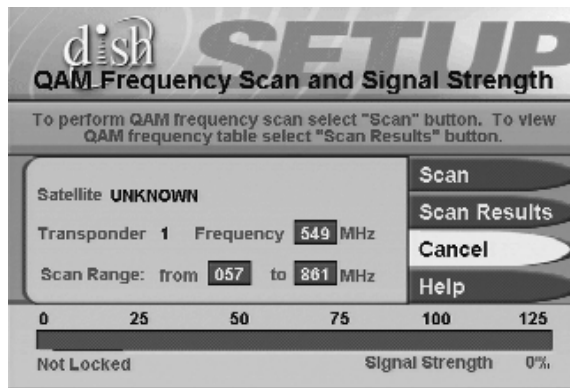 dish SETUP
QAM Frequency Scan and Signal Strength
To perform QAM frequency scan select "Scan" button. To view
QAM frequency table select "Scan Results" button.
Satellite UNKNOWN
Transponder 1 Frequency 549 MHz
Scan Range: from 057 to 861 MHz
Scan
Scan Results
Cancel
Help
0 25 50 75 100 125
Not Locked Signal Strength 0%